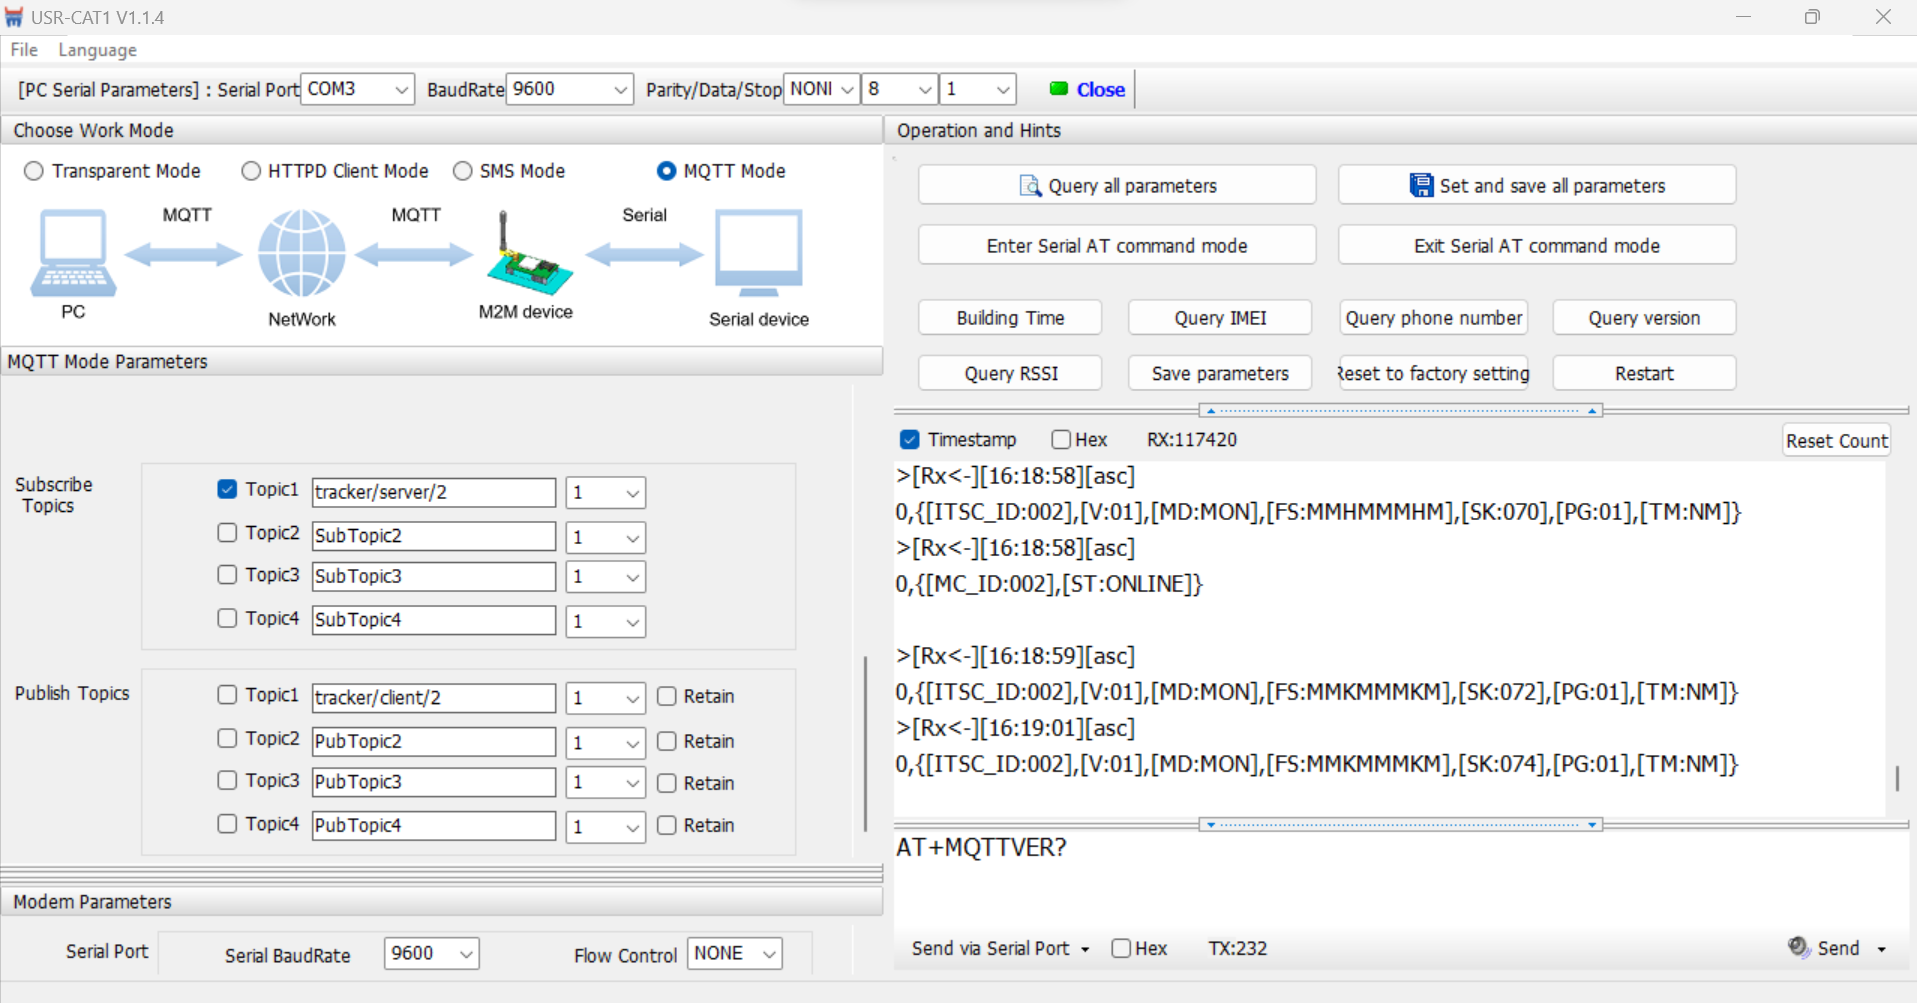 USR-CAT1 V1.1.4
File Language
[PC Serial Parameters] : Serial Port COM3 BaudRate 9600 Parity/Data/Stop NONI 8 1 Close
Choose Work Mode
Transparent Mode HTTPD Client Mode SMS Mode MQTT Mode
MQTT MQTT Serial
PC NetWork M2M device Serial device
MQTT Mode Parameters
Subscribe Topics
Topic1 tracker/server/2 1
Topic2 SubTopic2 1
Topic3 SubTopic3 1
Topic4 SubTopic4 1
Publish Topics
Topic1 tracker/client/2 1 Retain
Topic2 PubTopic2 1 Retain
Topic3 PubTopic3 1 Retain
Topic4 PubTopic4 1 Retain
Modem Parameters
Serial Port Serial BaudRate 9600 Flow Control NONE
Operation and Hints
Query all parameters Set and save all parameters
Enter Serial AT command mode Exit Serial AT command mode
Building Time Query IMEI Query phone number Query version
Query RSSI Save parameters Reset to factory setting Restart
Timestamp Hex RX:117420 Reset Count
>[Rx<-][16:18:58][asc]
0,{[ITSC_ID:002],[V:01],[MD:MON],[FS:MMHMMMHM],[SK:070],[PG:01],[TM:NM]}
>[Rx<-][16:18:58][asc]
0,{[MC_ID:002],[ST:ONLINE]}
>[Rx<-][16:18:59][asc]
0,{[ITSC_ID:002],[V:01],[MD:MON],[FS:MMKMMMKM],[SK:072],[PG:01],[TM:NM]}
>[Rx<-][16:19:01][asc]
0,{[ITSC_ID:002],[V:01],[MD:MON],[FS:MMKMMMKM],[SK:074],[PG:01],[TM:NM]}
AT+MQTTVER?
Send via Serial Port Hex TX:232 Send